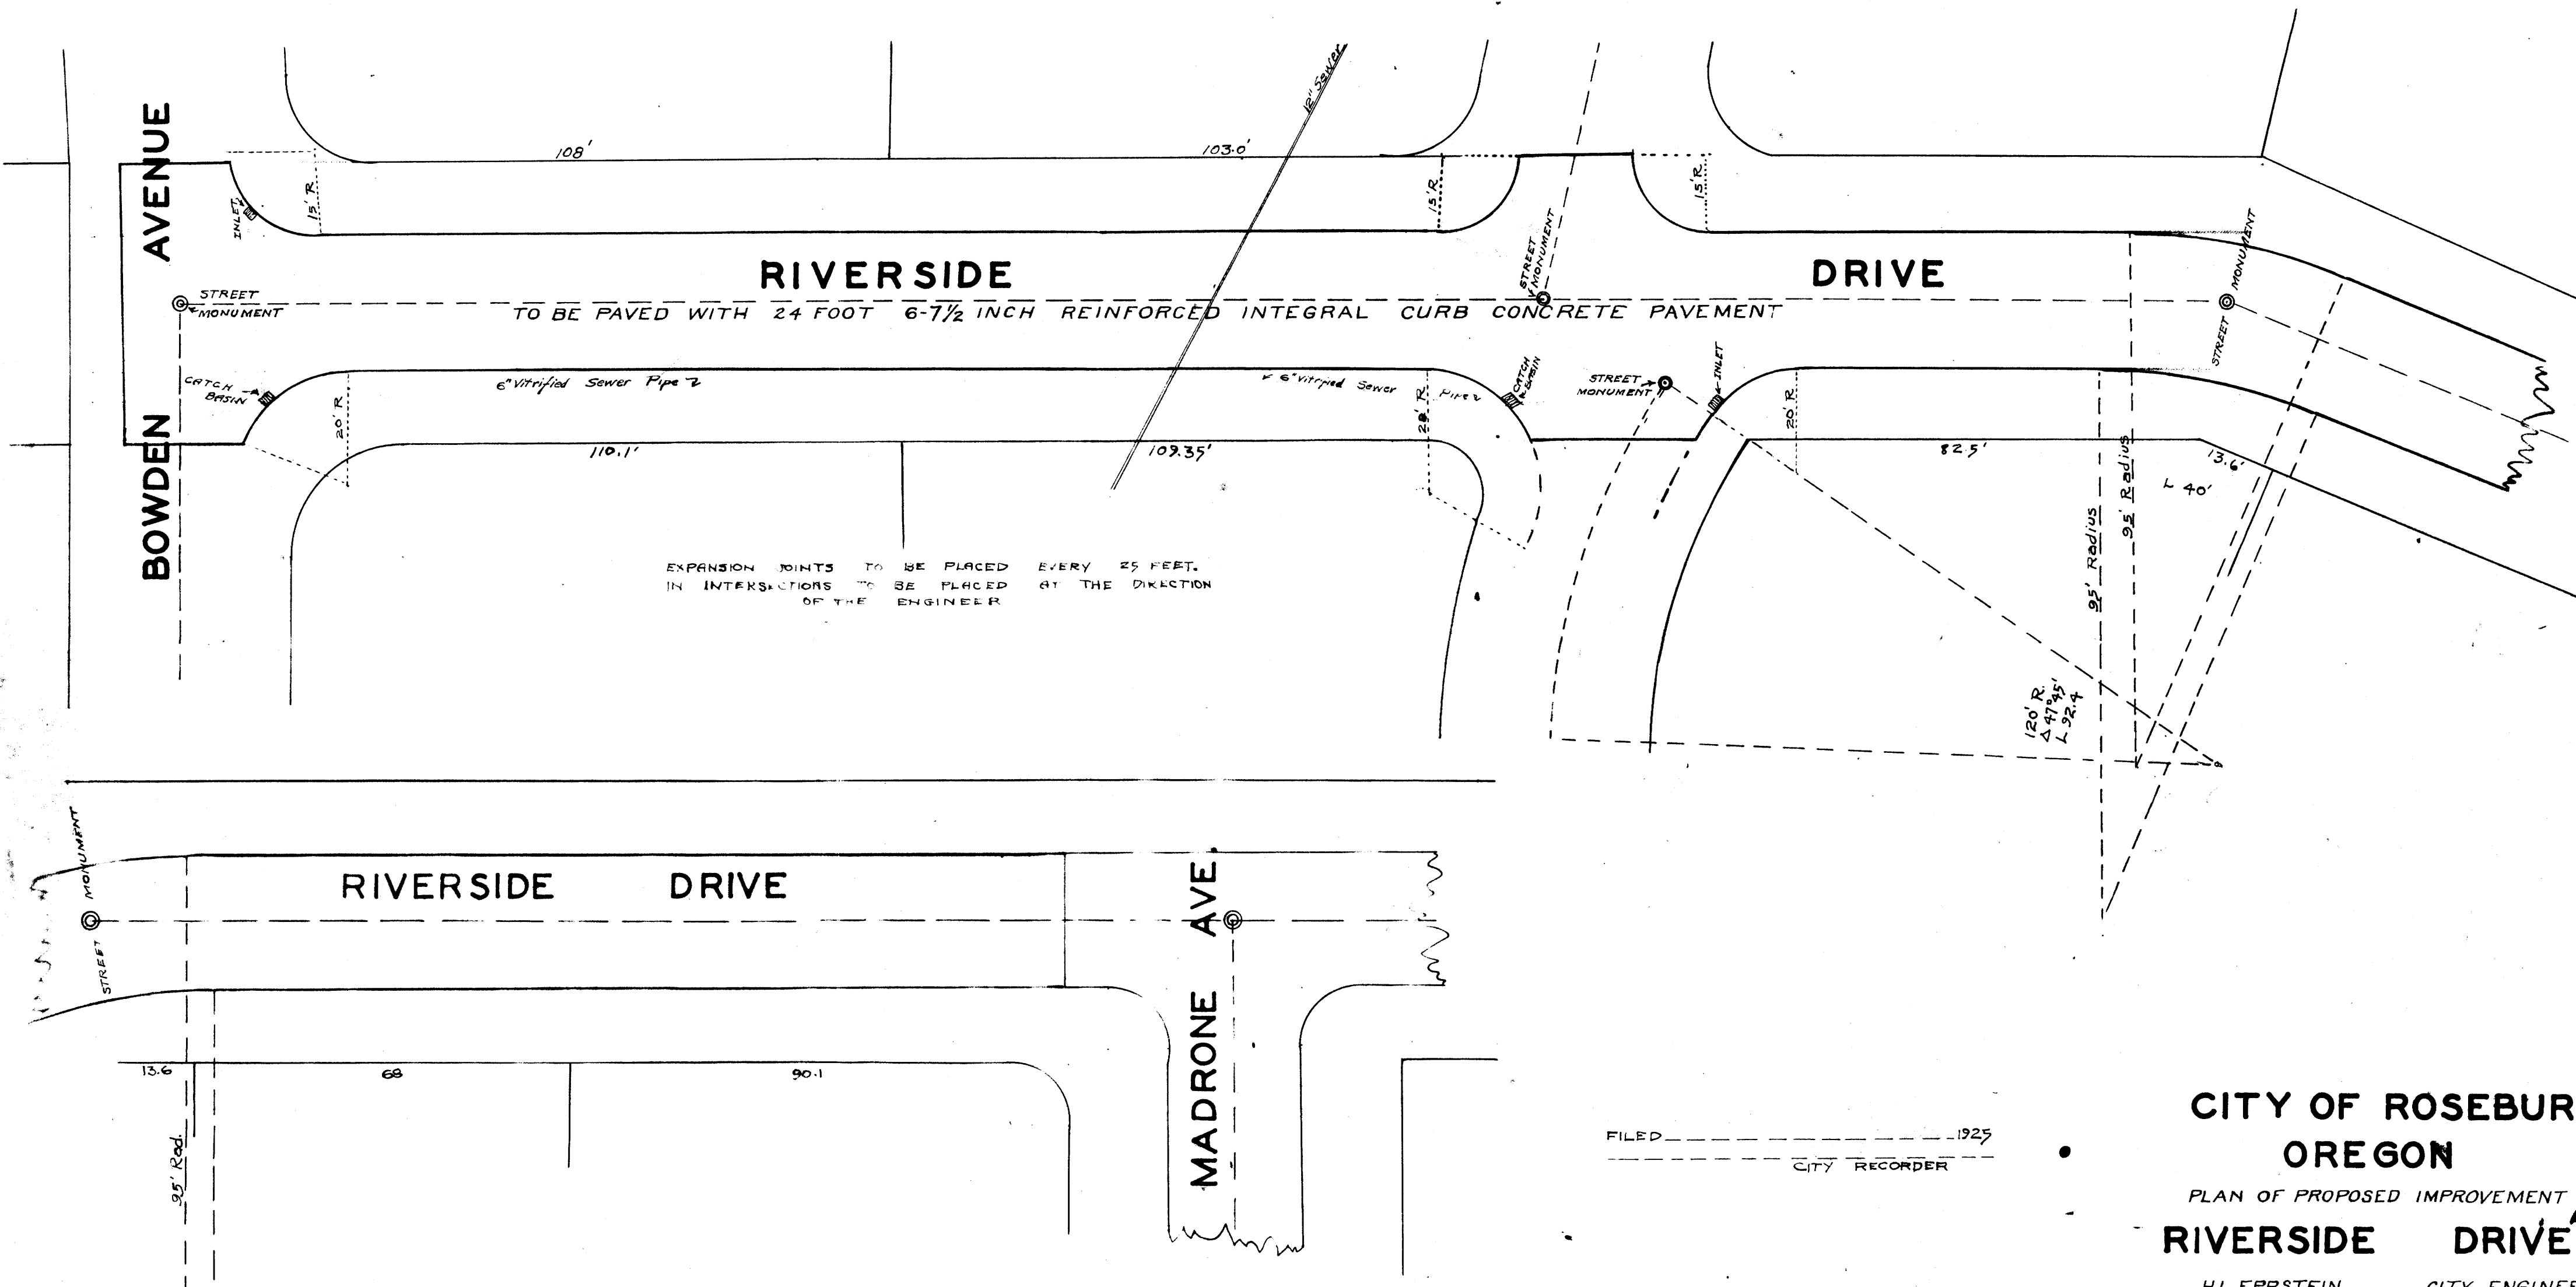 12" Sewer
108'
103.0'
BOWDEN AVENUE
INLET
15' R
15' R
15' R
STREET MONUMENT
STREET MONUMENT
STREET MONUMENT
RIVERSIDE DRIVE
TO BE PAVED WITH 24 FOOT 6-7½ INCH REINFORCED INTEGRAL CURB CONCRETE PAVEMENT
CATCH BASIN
6" Vitrified Sewer Pipe
6" Vitrified Sewer Pipe
CATCH BASIN
STREET MONUMENT
INLET
20' R
20' R
20' R
110.1'
109.35'
82.5'
13.6'
L 40'
95' Radius
95' Radius
EXPANSION JOINTS TO BE PLACED EVERY 25 FEET.
IN INTERSECTIONS TO BE PLACED AT THE DIRECTION
OF THE ENGINEER
120' R.
Δ 47°45'
L 92.4
STREET MONUMENT
RIVERSIDE DRIVE
MADRONE AVE.
13.6
68
90.1
95' Rad.
FILED 1925
CITY RECORDER
CITY OF ROSEBUR
OREGON
PLAN OF PROPOSED IMPROVEMENT
RIVERSIDE DRIVE
H.L. EPPSTEIN CITY ENGINEE